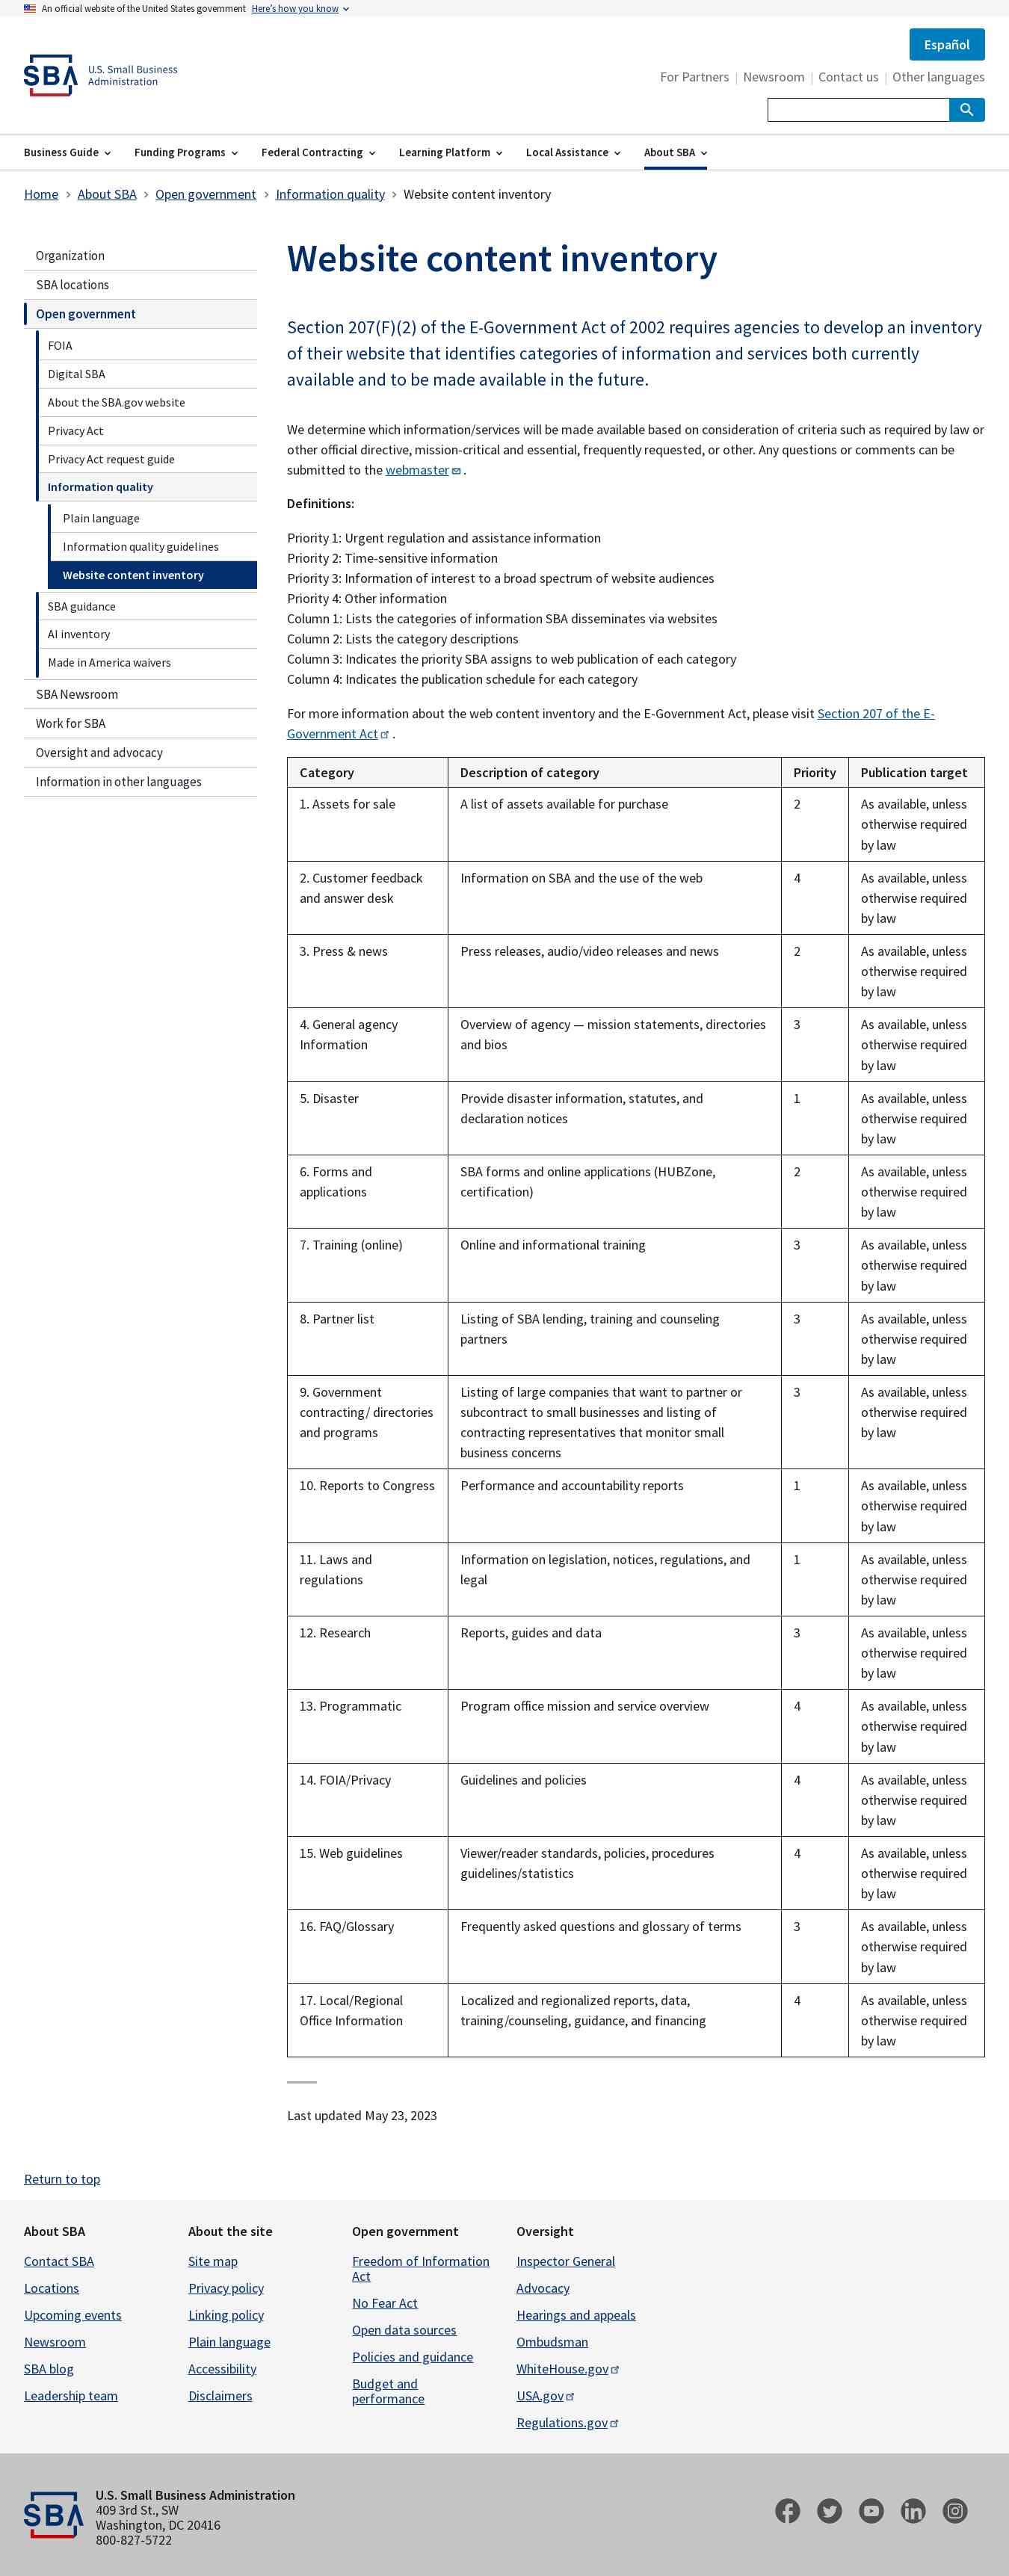 An official website of the United States government Here's how you know
Español
SBA U.S. Small Business
Administration
For Partners Newsroom Contact us Other languages
Business Guide Funding Programs Federal Contracting Learning Platform Local Assistance About SBA
Home About SBA Open government Information quality Website content inventory
Organization
SBA locations
Open government
FOIA
Digital SBA
About the SBA.gov website
Privacy Act
Privacy Act request guide
Information quality
Plain language
Information quality guidelines
Website content inventory
SBA guidance
AI inventory
Made in America waivers
SBA Newsroom
Work for SBA
Oversight and advocacy
Information in other languages
Website content inventory
Section 207(F)(2) of the E-Government Act of 2002 requires agencies to develop an inventory
of their website that identifies categories of information and services both currently
available and to be made available in the future.
We determine which information/services will be made available based on consideration of criteria such as required by law or
other official directive, mission-critical and essential, frequently requested, or other. Any questions or comments can be
submitted to the webmaster .
Definitions:
Priority 1: Urgent regulation and assistance information
Priority 2: Time-sensitive information
Priority 3: Information of interest to a broad spectrum of website audiences
Priority 4: Other information
Column 1: Lists the categories of information SBA disseminates via websites
Column 2: Lists the category descriptions
Column 3: Indicates the priority SBA assigns to web publication of each category
Column 4: Indicates the publication schedule for each category
For more information about the web content inventory and the E-Government Act, please visit Section 207 of the E-
Government Act .
Category Description of category Priority Publication target
1. Assets for sale A list of assets available for purchase 2 As available, unless
otherwise required
by law
2. Customer feedback Information on SBA and the use of the web 4 As available, unless
and answer desk otherwise required
by law
3. Press & news Press releases, audio/video releases and news 2 As available, unless
otherwise required
by law
4. General agency Overview of agency — mission statements, directories 3 As available, unless
Information and bios otherwise required
by law
5. Disaster Provide disaster information, statutes, and 1 As available, unless
declaration notices otherwise required
by law
6. Forms and SBA forms and online applications (HUBZone, 2 As available, unless
applications certification) otherwise required
by law
7. Training (online) Online and informational training 3 As available, unless
otherwise required
by law
8. Partner list Listing of SBA lending, training and counseling 3 As available, unless
partners otherwise required
by law
9. Government Listing of large companies that want to partner or 3 As available, unless
contracting/ directories subcontract to small businesses and listing of otherwise required
and programs contracting representatives that monitor small by law
business concerns
10. Reports to Congress Performance and accountability reports 1 As available, unless
otherwise required
by law
11. Laws and Information on legislation, notices, regulations, and 1 As available, unless
regulations legal otherwise required
by law
12. Research Reports, guides and data 3 As available, unless
otherwise required
by law
13. Programmatic Program office mission and service overview 4 As available, unless
otherwise required
by law
14. FOIA/Privacy Guidelines and policies 4 As available, unless
otherwise required
by law
15. Web guidelines Viewer/reader standards, policies, procedures 4 As available, unless
guidelines/statistics otherwise required
by law
16. FAQ/Glossary Frequently asked questions and glossary of terms 3 As available, unless
otherwise required
by law
17. Local/Regional Localized and regionalized reports, data, 4 As available, unless
Office Information training/counseling, guidance, and financing otherwise required
by law
Last updated May 23, 2023
Return to top
About SBA
Contact SBA
Locations
Upcoming events
Newsroom
SBA blog
Leadership team
About the site
Site map
Privacy policy
Linking policy
Plain language
Accessibility
Disclaimers
Open government
Freedom of Information
Act
No Fear Act
Open data sources
Policies and guidance
Budget and
performance
Oversight
Inspector General
Advocacy
Hearings and appeals
Ombudsman
WhiteHouse.gov
USA.gov
Regulations.gov
SBA
U.S. Small Business Administration
409 3rd St., SW
Washington, DC 20416
800-827-5722